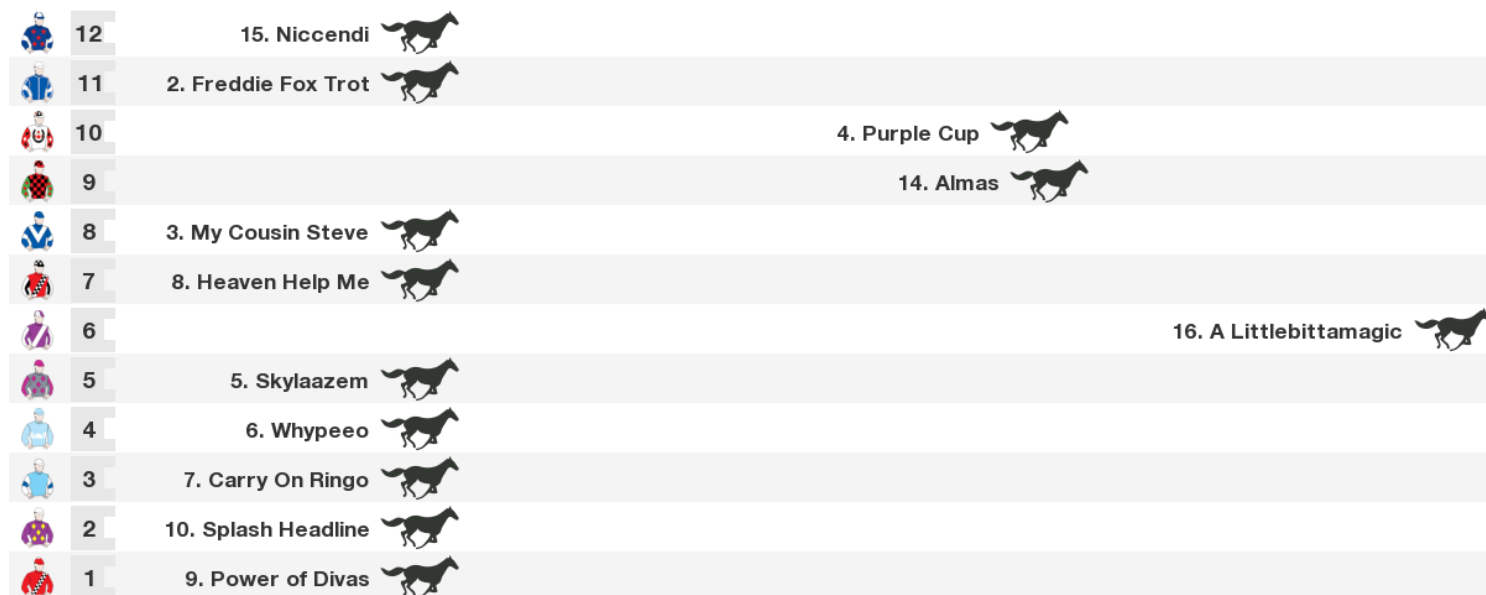 12 15. Niccendi
11 2. Freddie Fox Trot
10 4. Purple Cup
9 14. Almas
8 3. My Cousin Steve
7 8. Heaven Help Me
6 16. A Littlebittamagic
5 5. Skylaazem
4 6. Whypeeo
3 7. Carry On Ringo
2 10. Splash Headline
1 9. Power of Divas